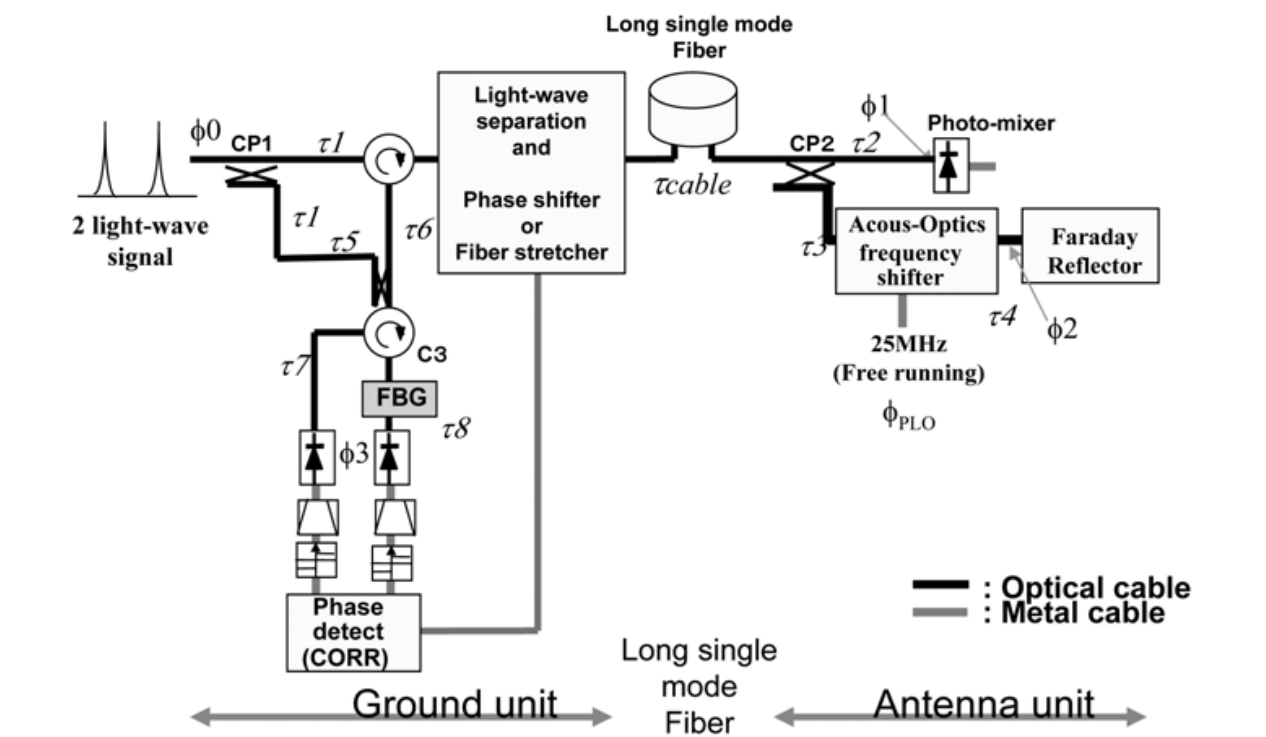 Long single mode
Fiber
Light-wave
separation
and
Phase shifter
or
Fiber stretcher
ϕ0
CP1
τ1
2 light-wave
signal
τ1
τ5
τ6
τcable
CP2
τ2
ϕ1
Photo-mixer
τ3
Acous-Optics
frequency
shifter
Faraday
Reflector
τ4
ϕ2
25MHz
(Free running)
ϕPLO
C3
τ7
FBG
τ8
ϕ3
Phase
detect
(CORR)
: Optical cable
: Metal cable
Ground unit
Long single
mode
Fiber
Antenna unit